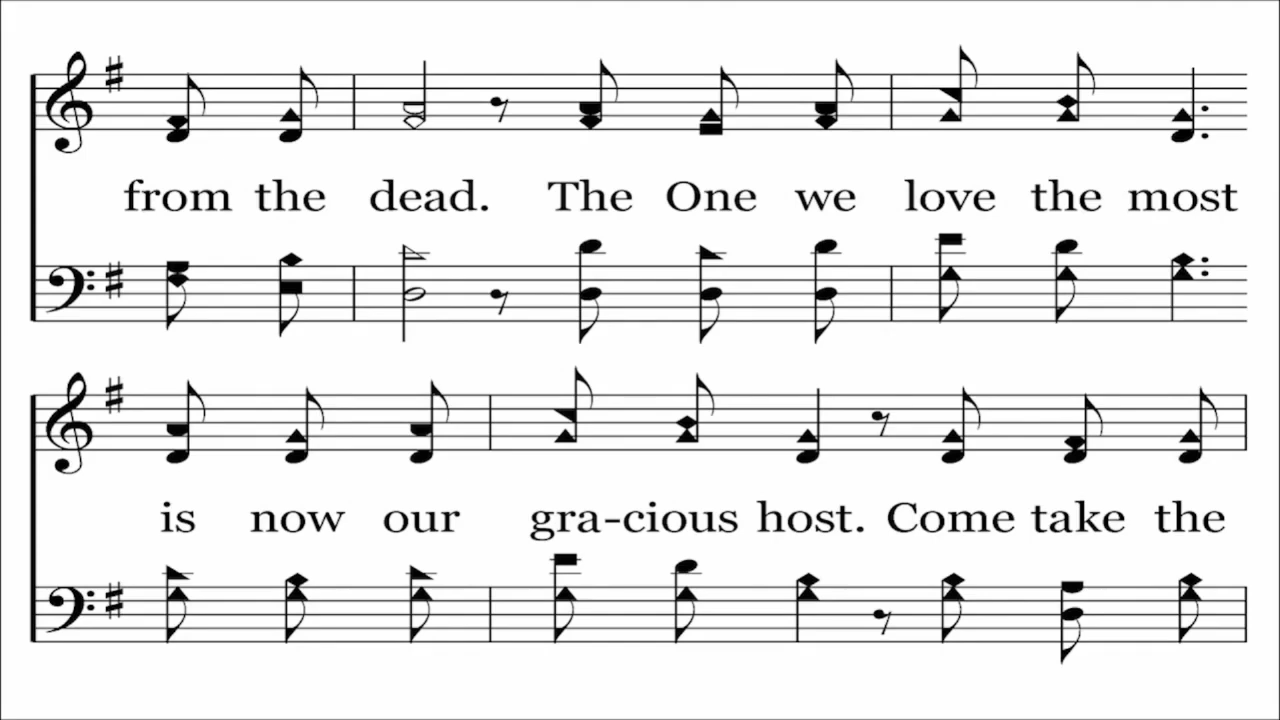 from the dead. The One we love the most
is now our gra-cious host. Come take the